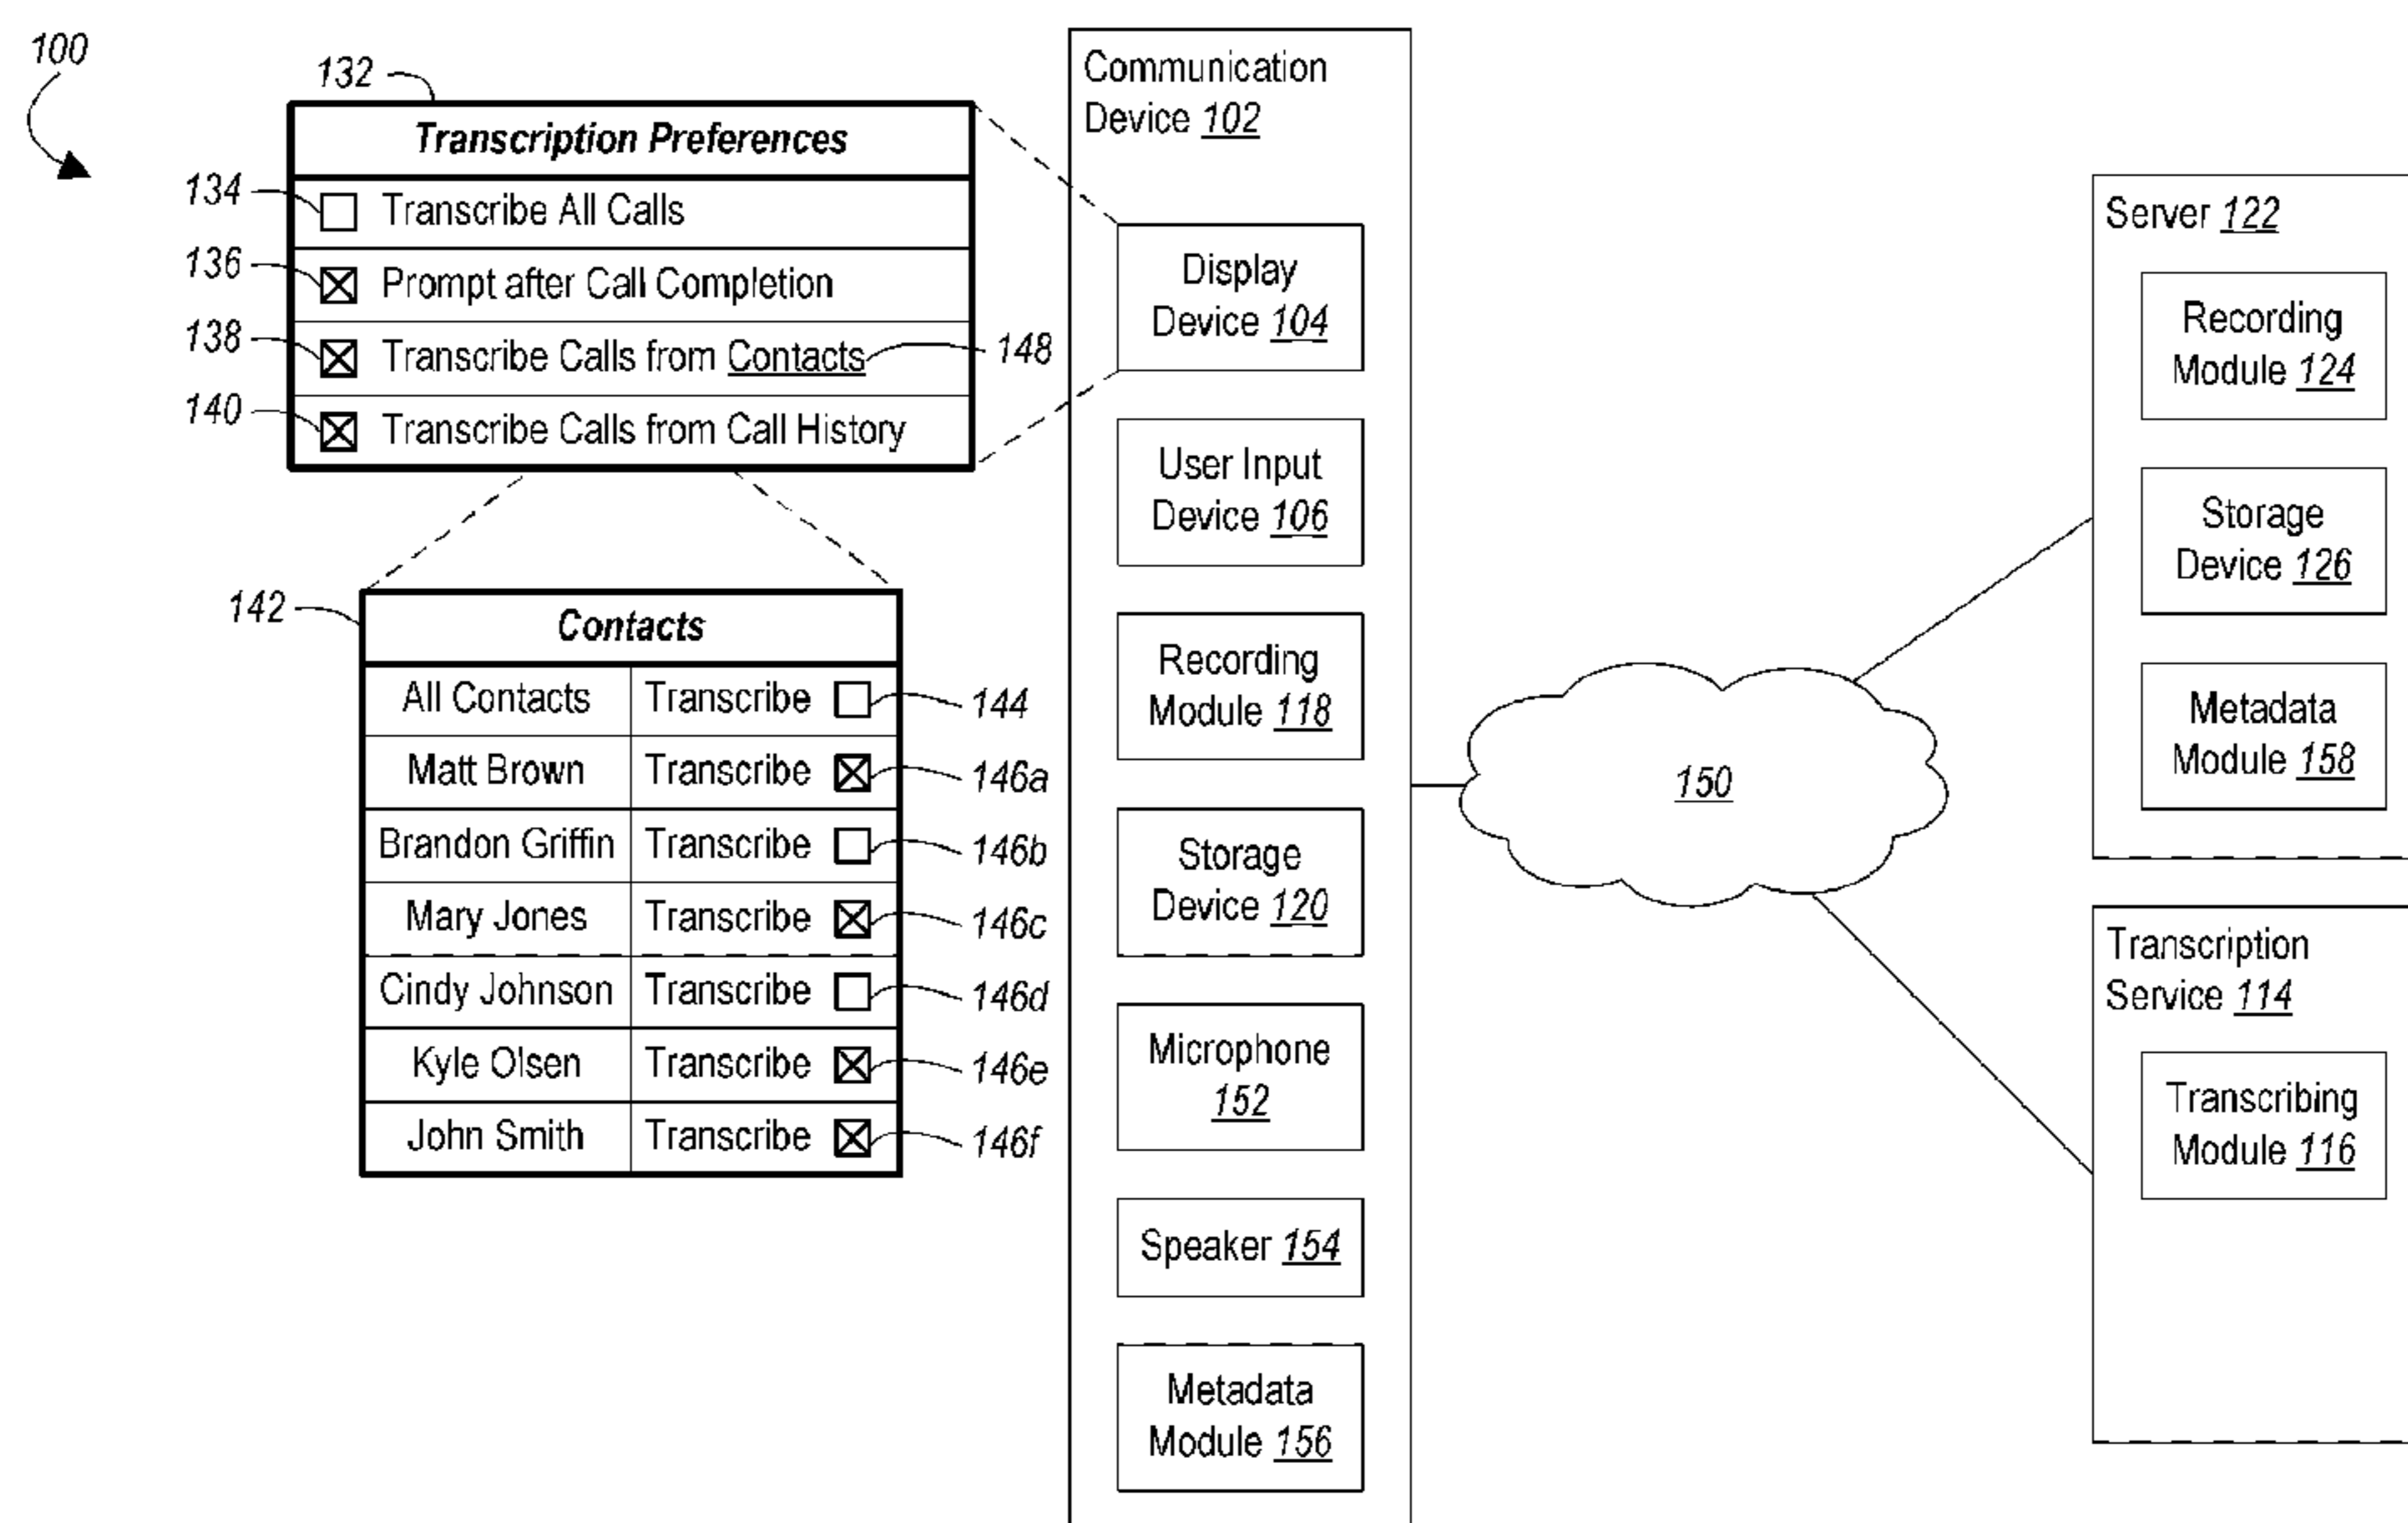 100
132
Transcription Preferences
134
Transcribe All Calls
136
Prompt after Call Completion
138
Transcribe Calls from Contacts
148
140
Transcribe Calls from Call History
142
Contacts
All Contacts Transcribe 144
Matt Brown Transcribe 146a
Brandon Griffin Transcribe 146b
Mary Jones Transcribe 146c
Cindy Johnson Transcribe 146d
Kyle Olsen Transcribe 146e
John Smith Transcribe 146f
Communication
Device 102
Display
Device 104
User Input
Device 106
Recording
Module 118
Storage
Device 120
Microphone
152
Speaker 154
Metadata
Module 156
150
Server 122
Recording
Module 124
Storage
Device 126
Metadata
Module 158
Transcription
Service 114
Transcribing
Module 116